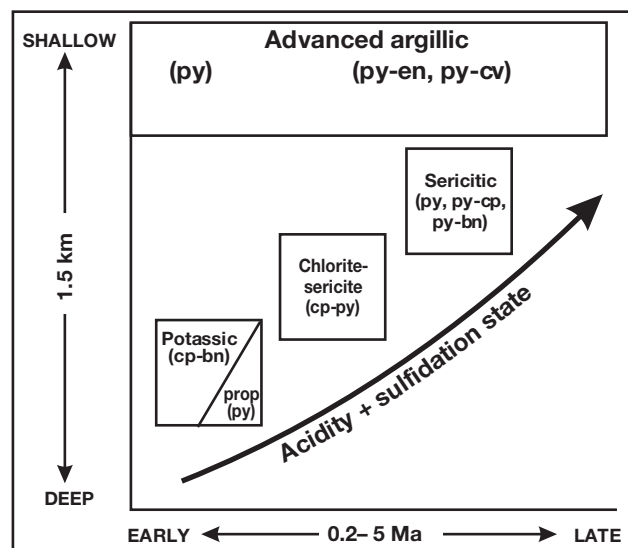 SHALLOW
Advanced argillic
(py)
(py-en, py-cv)
Sericitic
(py, py-cp,
py-bn)
1.5 km
Chlorite-
sericite
(cp-py)
Potassic
(cp-bn)
prop
(py)
Acidity + sulfidation state
DEEP
EARLY
0.2– 5 Ma
LATE